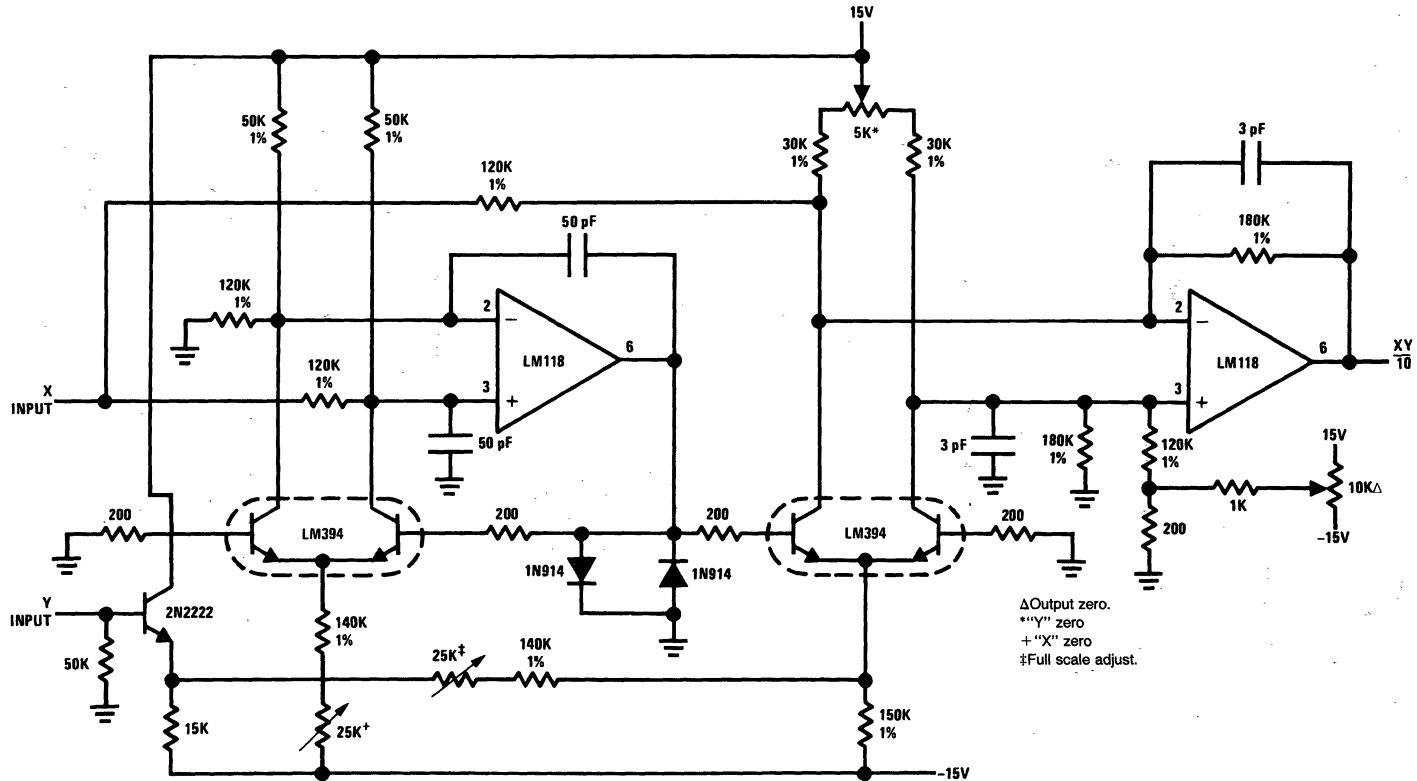 15V
50K
1%
50K
1%
5K*
30K
1%
30K
1%
3 pF
120K
1%
180K
1%
50 pF
120K
1%
2
−
LM118
6
2
−
LM118
6
XY
10
120K
1%
3
+
3
+
X
INPUT
50 pF
3 pF
180K
1%
120K
1%
15V
10KΔ
1K
−15V
200
200
LM394
200
200
LM394
200
1N914
1N914
Y
INPUT
2N2222
140K
1%
50K
25K‡
140K
1%
ΔOutput zero.
*“Y” zero
+ “X” zero
‡Full scale adjust.
15K
25K+
150K
1%
−15V